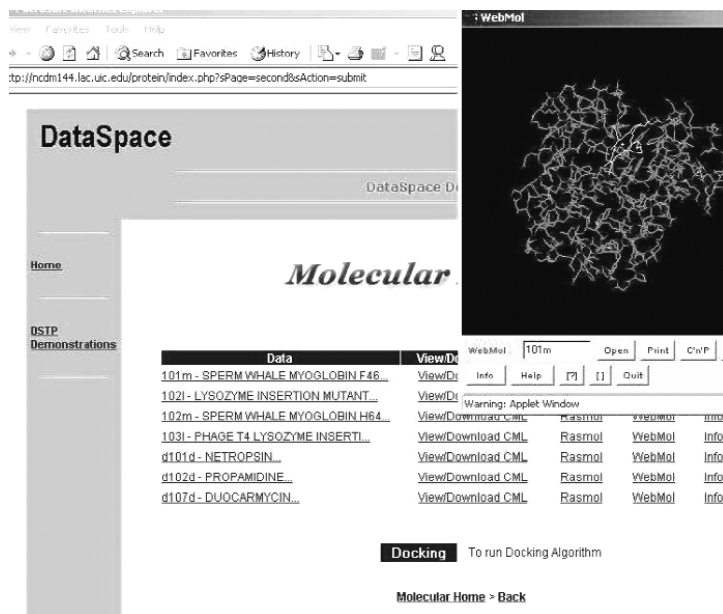 WebMol
View Favorites Tools Help
Search Favorites History
ttp://ncdm144.lac.uic.edu/protein/index.php?sPage=second&sAction=submit
DataSpace
DataSpace De
Home
Molecular
DSTP
Demonstrations
WebMol 101m Open Print C'n'P
Info Help [?] [ ] Quit
Warning: Applet Window
Data View/Do
101m - SPERM WHALE MYOGLOBIN F46... View/D
102l - LYSOZYME INSERTION MUTANT... View/D
102m - SPERM WHALE MYOGLOBIN H64... View/Download CML Rasmol WebMol Info
103l - PHAGE T4 LYSOZYME INSERTI... View/Download CML Rasmol WebMol Info
d101d - NETROPSIN... View/Download CML Rasmol WebMol Info
d102d - PROPAMIDINE... View/Download CML Rasmol WebMol Info
d107d - DUOCARMYCIN... View/Download CML Rasmol WebMol Info
Docking To run Docking Algorithm
Molecular Home > Back